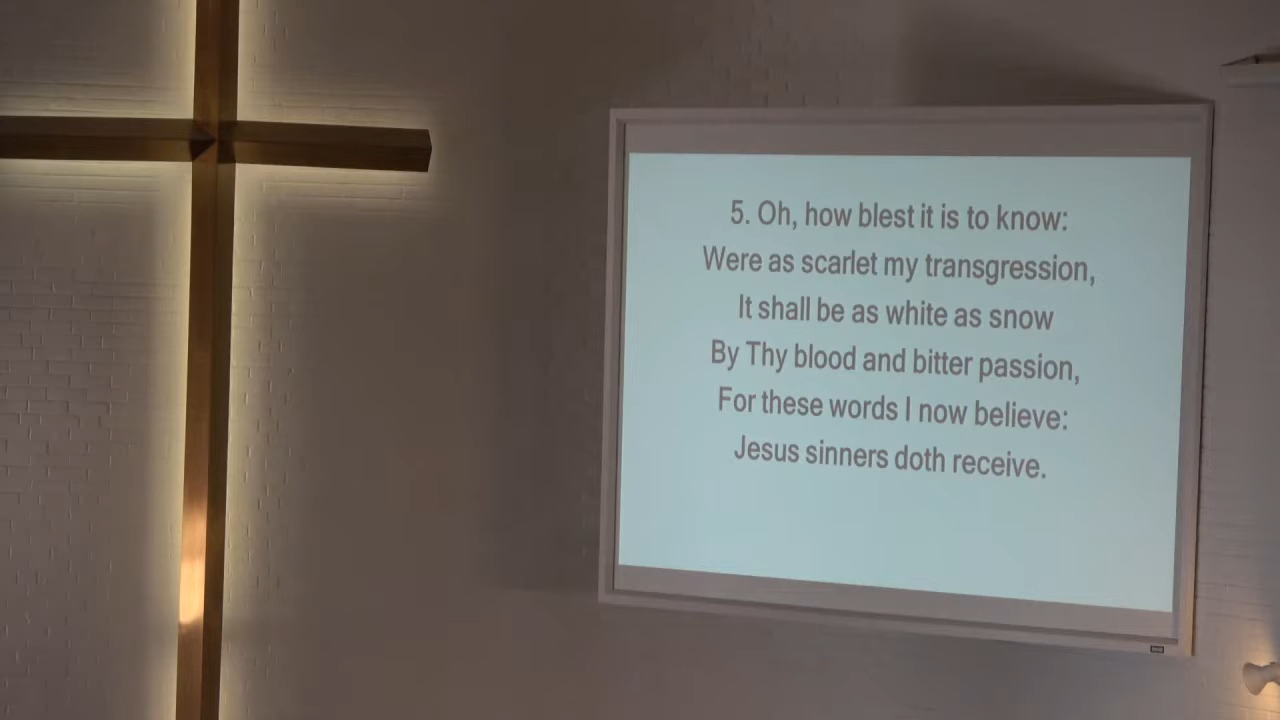 5. Oh, how blest it is to know:
Were as scarlet my transgression,
It shall be as white as snow
By Thy blood and bitter passion,
For these words I now believe:
Jesus sinners doth receive.